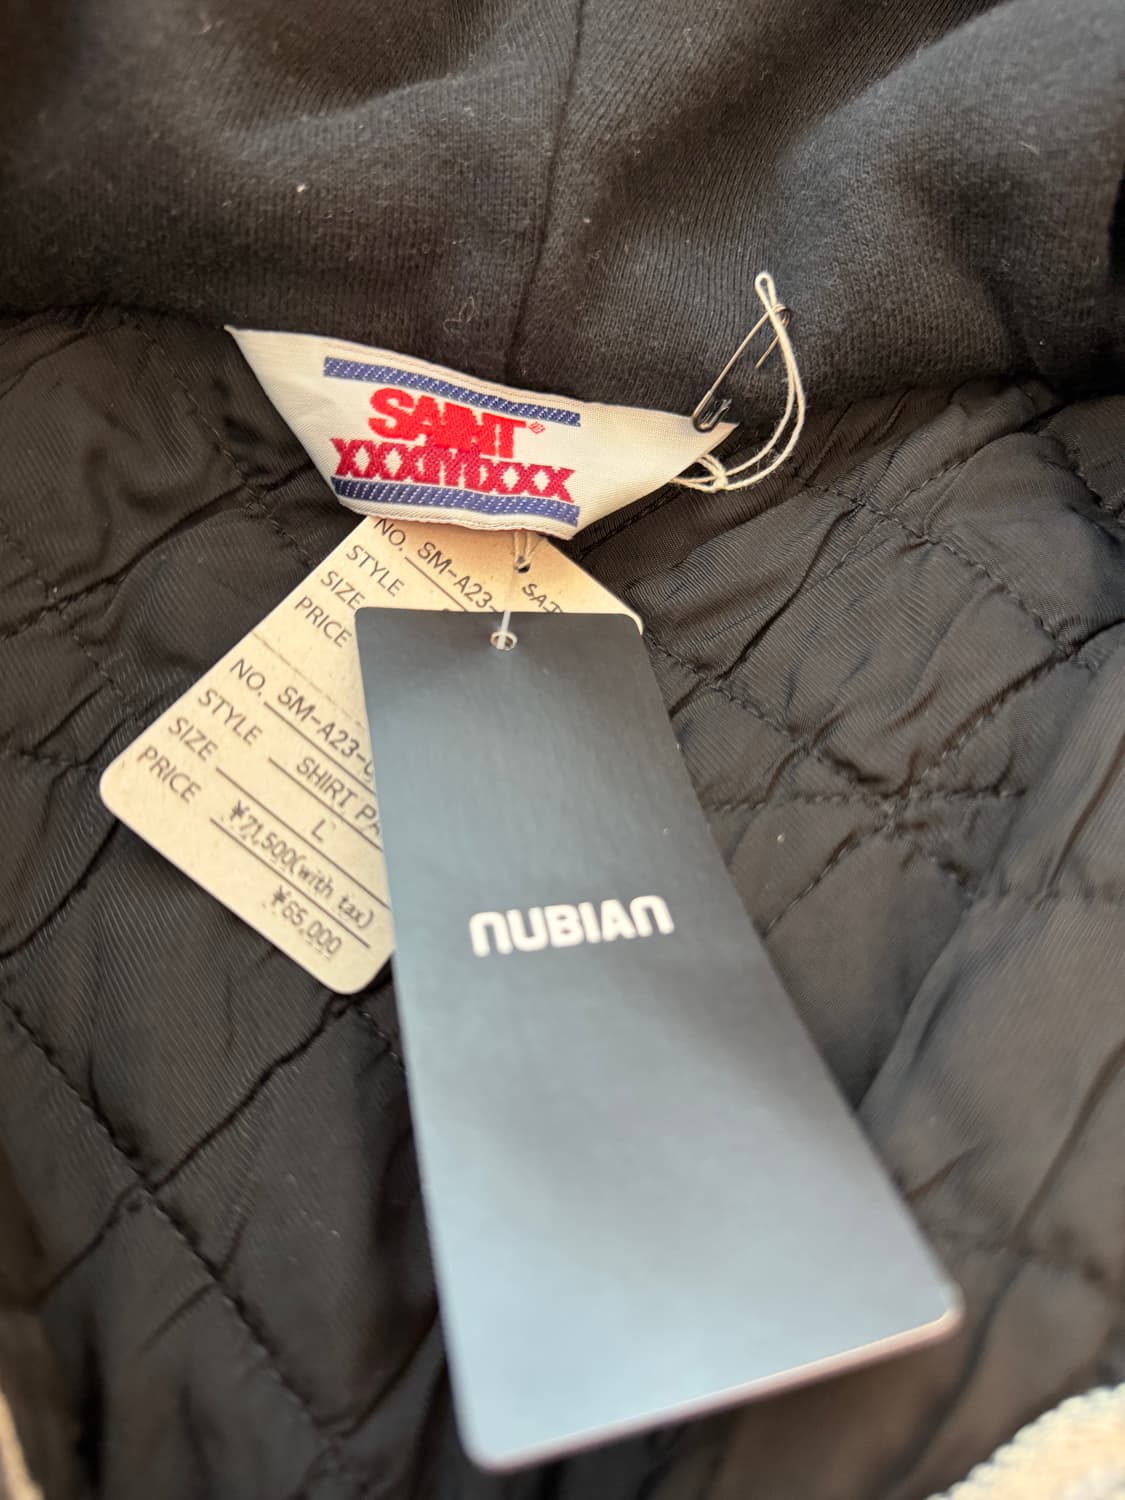 SAINT
XXXIVIXXX
NO. SM-A23-
STYLE
SIZE
PRICE
NO. SM-A23-
STYLE SHIRT PA
SIZE L
PRICE ¥71,500(with tax)
¥65,000
NUBIAN